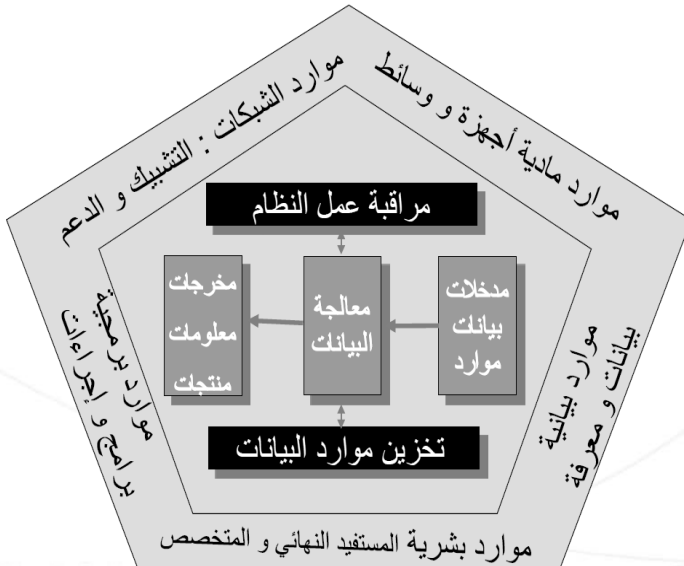 موارد الشبكات : التشبيك و الدعم
موارد مادية أجهزة و وسائط
مراقبة عمل النظام
مدخلات
بيانات
موارد
معالجة
البيانات
مخرجات
معلومات
منتجات
تخزين موارد البيانات
موارد بيانية
بيانات و معرفة
موارد برمجية
برامج و إجراءات
موارد بشرية المستفيد النهائي و المتخصص